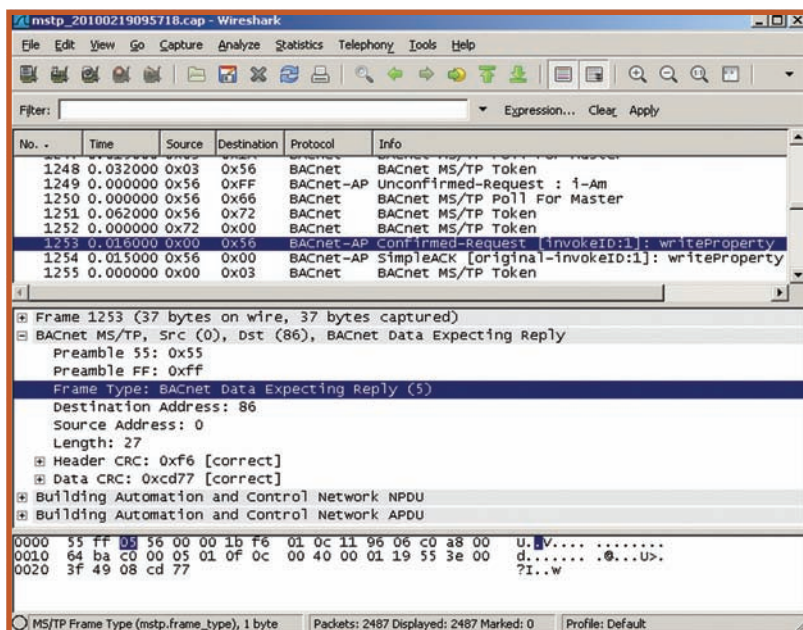 mstp_20100219095718.cap - Wireshark
File Edit View Go Capture Analyze Statistics Telephony Tools Help
Filter: Expression... Clear Apply
No. . Time Source Destination Protocol Info
1248 0.032000 0x03 0x56 BACnet BACnet MS/TP Token
1249 0.000000 0x56 0xFF BACnet-AP Unconfirmed-Request : i-Am
1250 0.000000 0x56 0x66 BACnet BACnet MS/TP Poll For Master
1251 0.062000 0x56 0x72 BACnet BACnet MS/TP Token
1252 0.000000 0x72 0x00 BACnet BACnet MS/TP Token
1253 0.016000 0x00 0x56 BACnet-AP Confirmed-Request [invokeID:1]: writeProperty
1254 0.015000 0x56 0x00 BACnet-AP SimpleACK [original-invokeID:1]: writeProperty
1255 0.000000 0x00 0x03 BACnet BACnet MS/TP Token
Frame 1253 (37 bytes on wire, 37 bytes captured)
BACnet MS/TP, Src (0), Dst (86), BACnet Data Expecting Reply
Preamble 55: 0x55
Preamble FF: 0xff
Frame Type: BACnet Data Expecting Reply (5)
Destination Address: 86
Source Address: 0
Length: 27
Header CRC: 0xf6 [correct]
Data CRC: 0xcd77 [correct]
Building Automation and Control Network NPDU
Building Automation and Control Network APDU
0000 55 ff 05 56 00 00 1b f6 01 0c 11 96 06 c0 a8 00 U..V.... ........
0010 64 ba c0 00 05 01 0f 0c 00 40 00 01 19 55 3e 00 d....... .@...U>.
0020 3f 49 08 cd 77 ?I..w
MS/TP Frame Type (mstp.frame_type), 1 byte Packets: 2487 Displayed: 2487 Marked: 0 Profile: Default